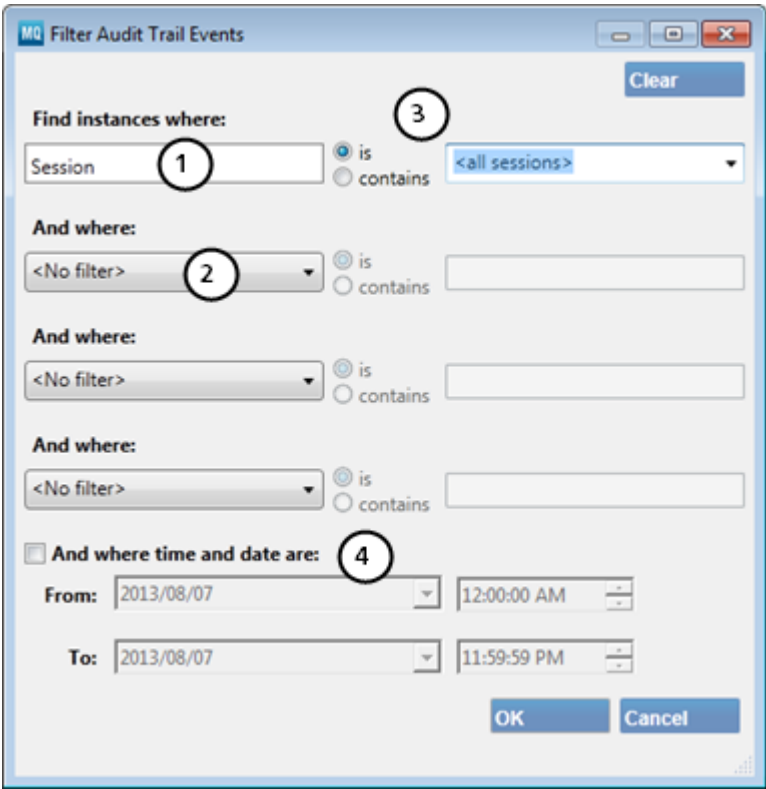 MQ Filter Audit Trail Events
Clear
Find instances where:
3
Session
1
is
contains
<all sessions>
And where:
<No filter>
2
is
contains
And where:
<No filter>
is
contains
And where:
<No filter>
is
contains
And where time and date are:
4
From: 2013/08/07 12:00:00 AM
To: 2013/08/07 11:59:59 PM
OK Cancel